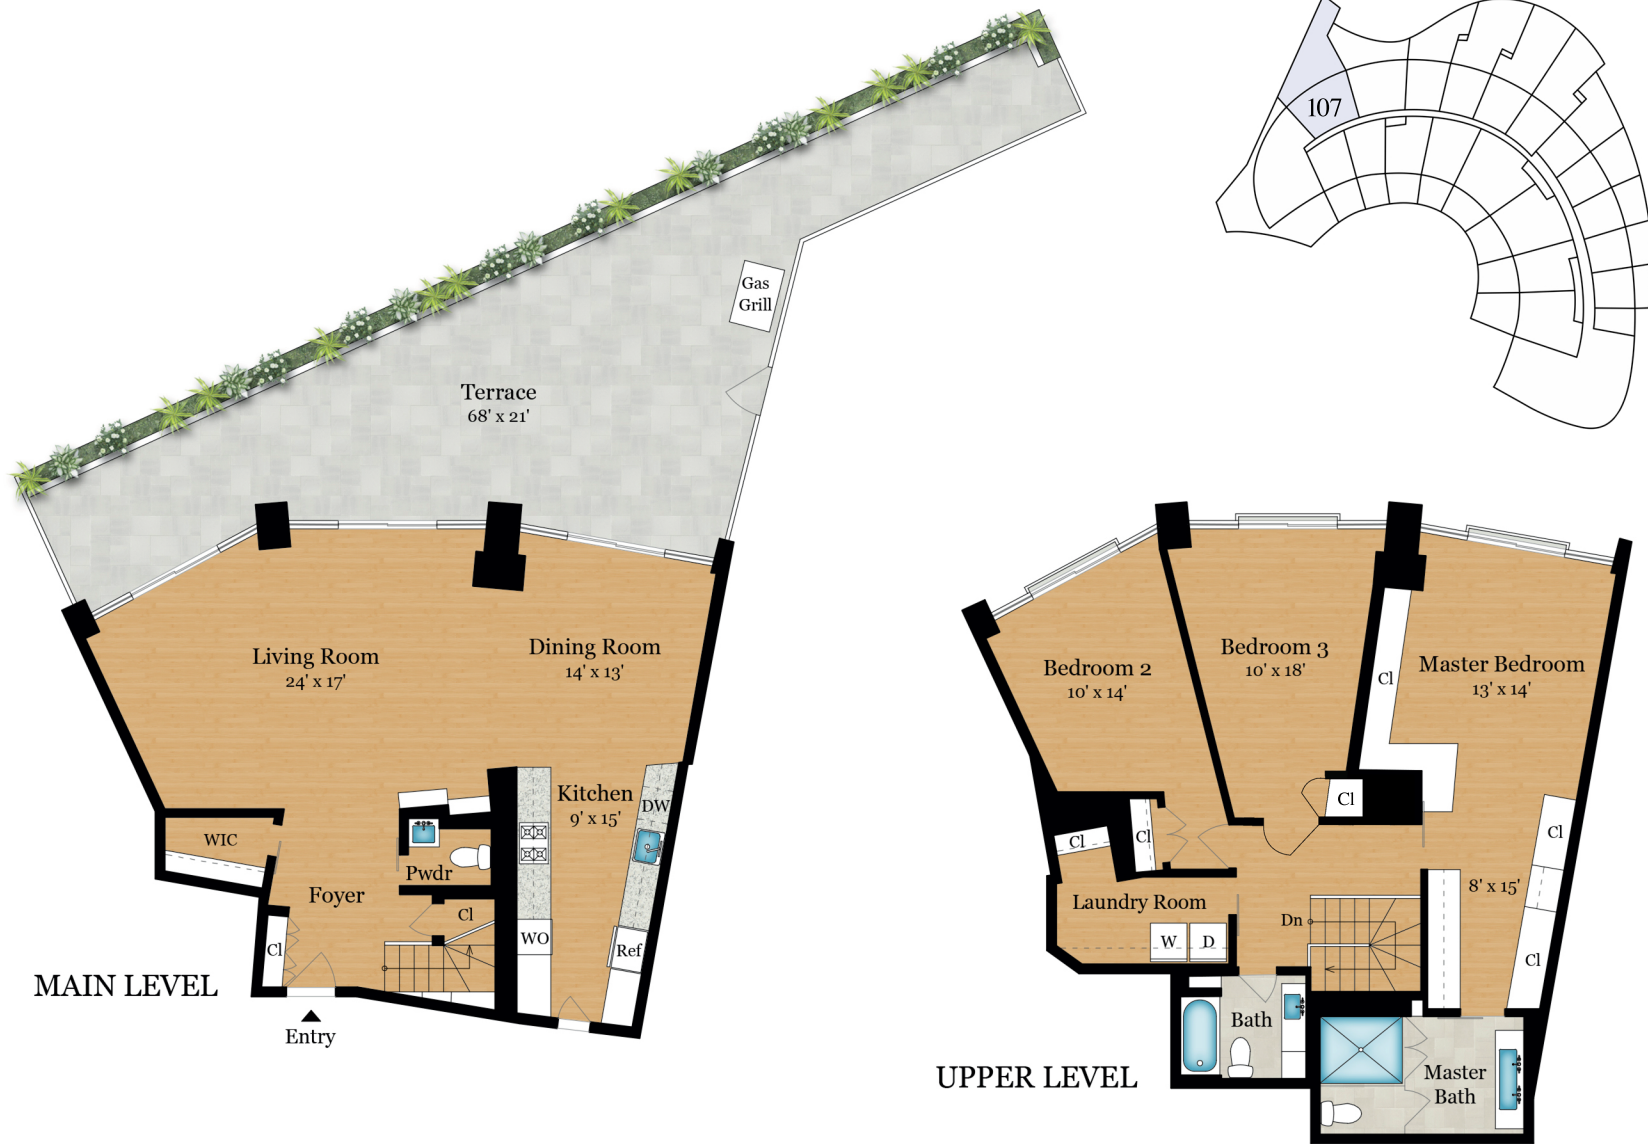 107
Gas
Grill
Terrace
68' x 21'
Living Room
24' x 17'
Dining Room
14' x 13'
Kitchen
9' x 15'
DW
WIC
Pwdr
Foyer
Cl
Cl
WO
Ref
MAIN LEVEL
Entry
Bedroom 2
10' x 14'
Bedroom 3
10' x 18'
Cl
Master Bedroom
13' x 14'
Cl
Cl
Cl
Cl
8' x 15'
Laundry Room
Dn
W
D
Cl
Bath
Master
Bath
UPPER LEVEL